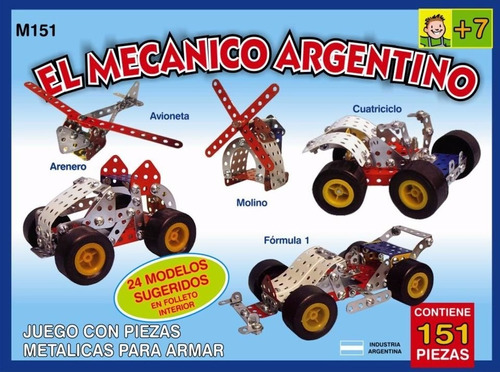 M151
+7
EL MECANICO ARGENTINO
Avioneta
Cuatriciclo
Arenero
Molino
Fórmula 1
24 MODELOS
SUGERIDOS
EN FOLLETO
INTERIOR
JUEGO CON PIEZAS
METALICAS PARA ARMAR
INDUSTRIA
ARGENTINA
CONTIENE
151
PIEZAS